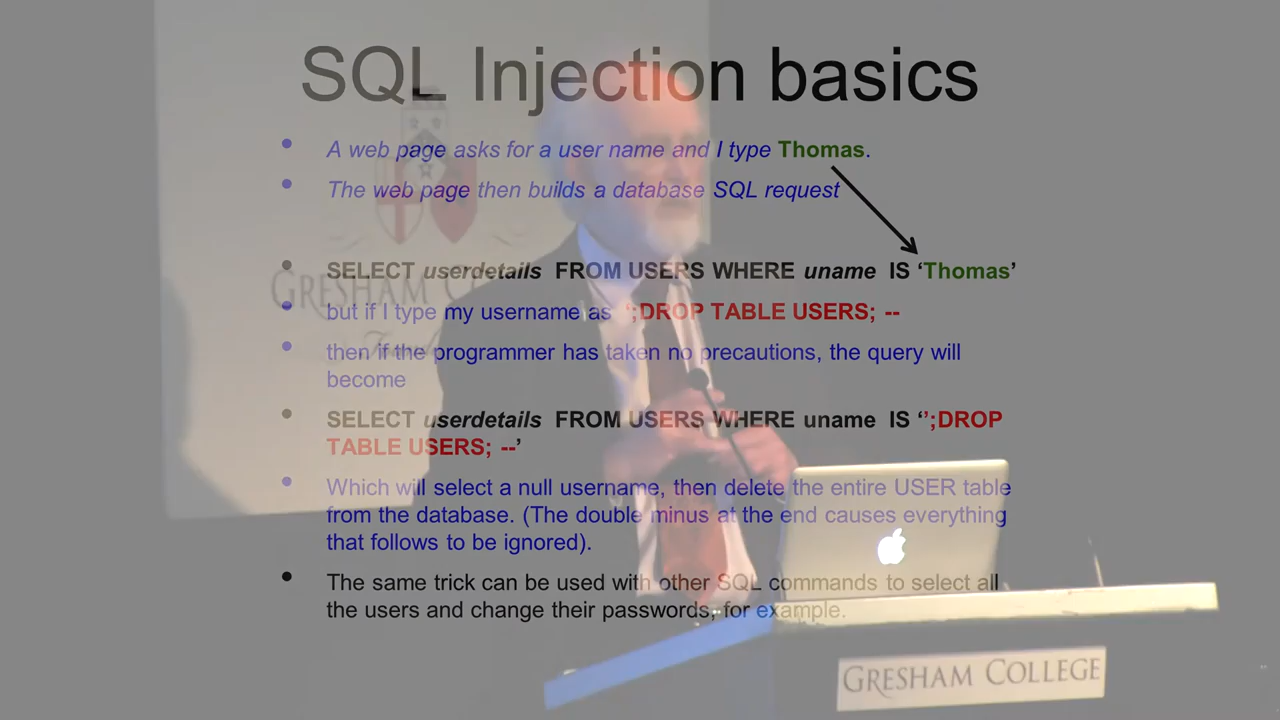 SQL Injection basics
• A web page asks for a user name and I type Thomas.
• The web page then builds a database SQL request
• SELECT userdetails FROM USERS WHERE uname IS ‘Thomas’
• but if I type my username as ‘;DROP TABLE USERS; --
• then if the programmer has taken no precautions, the query will
become
• SELECT userdetails FROM USERS WHERE uname IS ‘’;DROP
TABLE USERS; --’
• Which will select a null username, then delete the entire USER table
from the database. (The double minus at the end causes everything
that follows to be ignored).
• The same trick can be used with other SQL commands to select all
the users and change their passwords, for example.
GRESHAM
GRESHAM COLLEGE